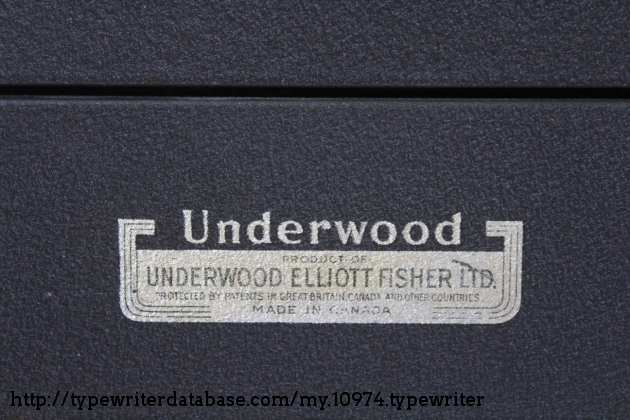 Underwood
PRODUCT OF
UNDERWOOD ELLIOTT FISHER LTD.
PROTECTED BY PATENTS IN GREAT BRITAIN, CANADA AND OTHER COUNTRIES
MADE IN CANADA
http://typewriterdatabase.com/my.10974.typewriter